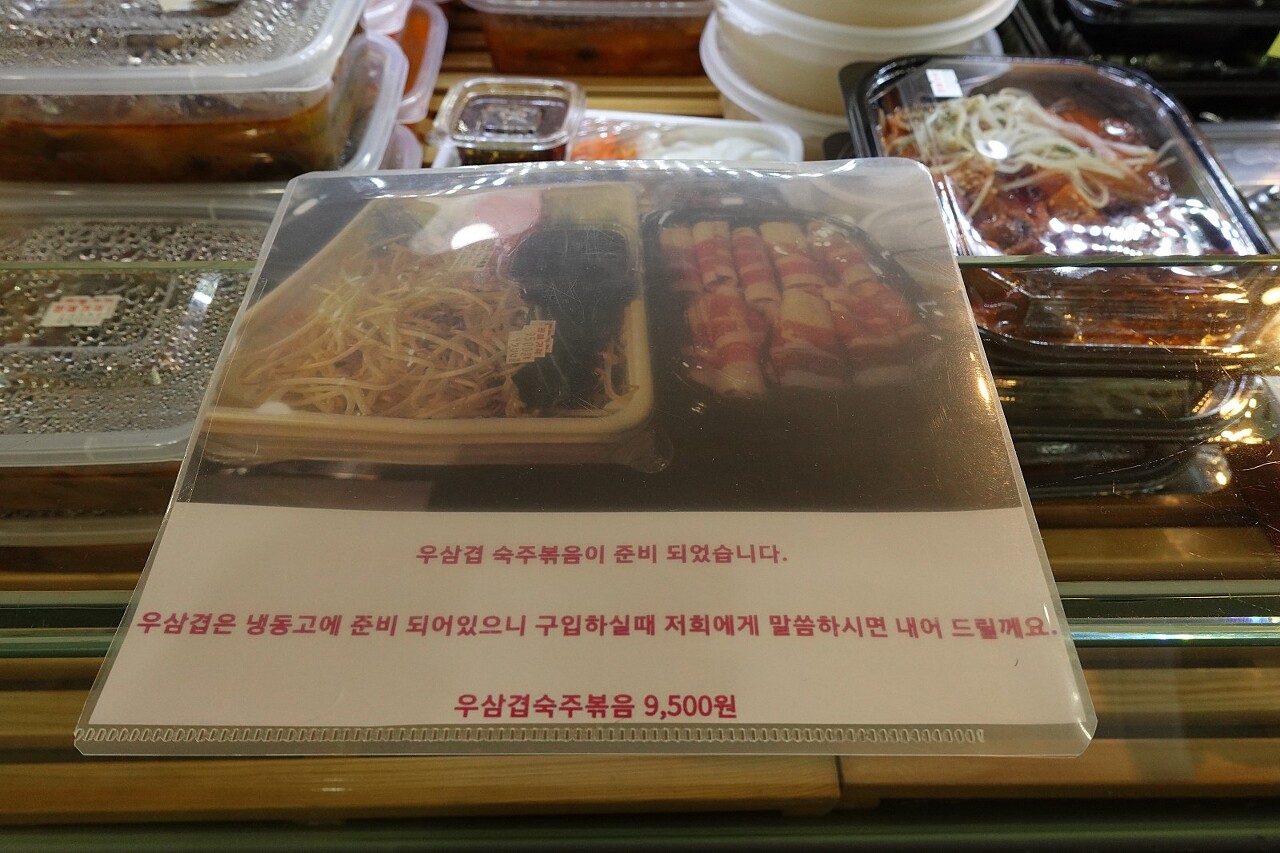 우삼겹 숙주볶음이 준비 되었습니다.
우삼겹은 냉동고에 준비 되어있으니 구입하실때 저희에게 말씀하시면 내어 드릴께요.
우삼겹숙주볶음 9,500원